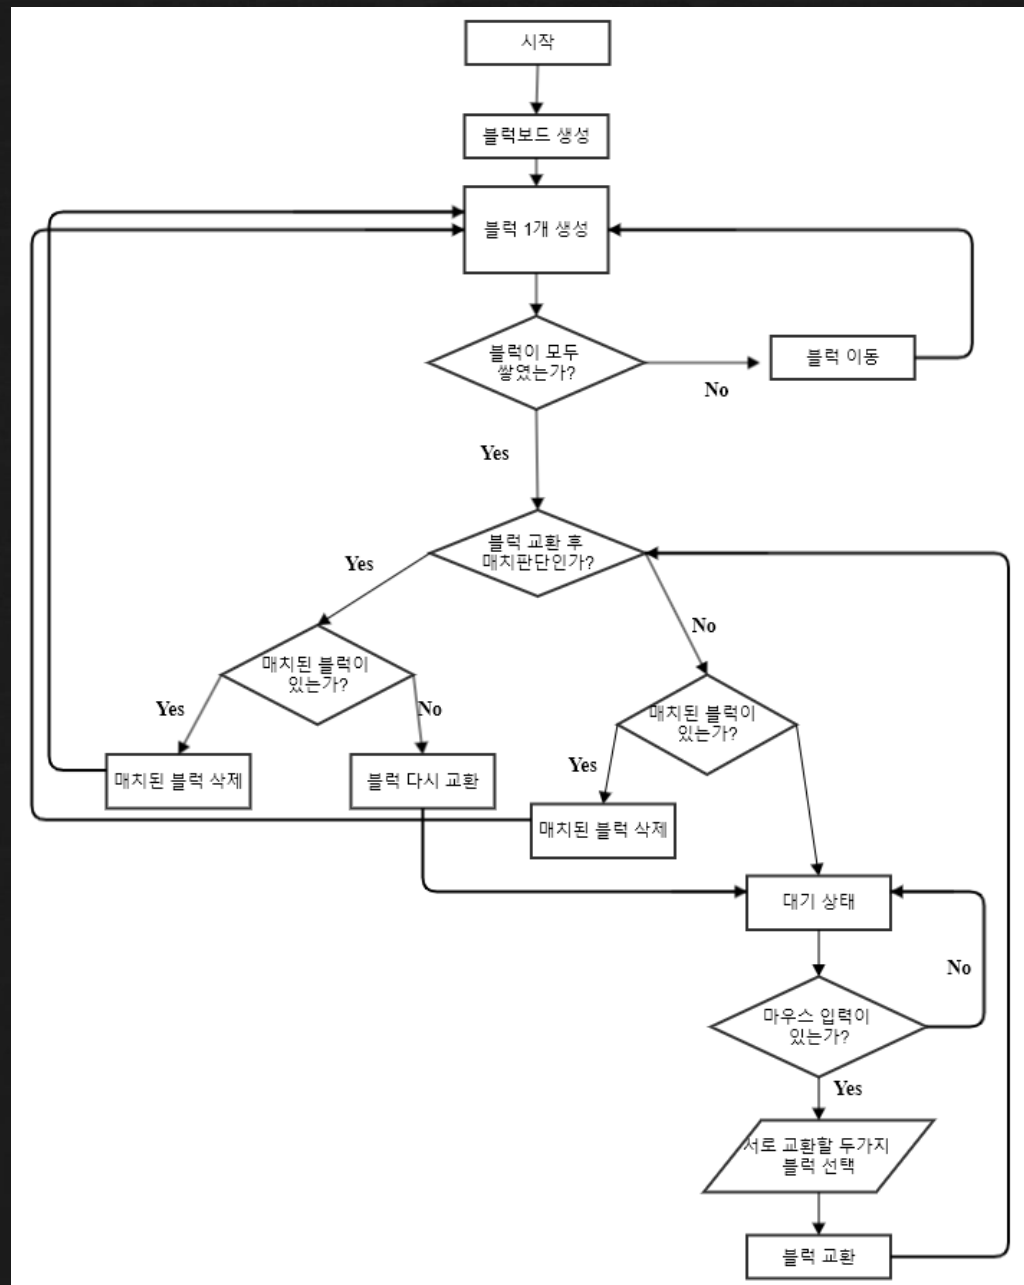 시작
블럭보드 생성
블럭 1개 생성
블럭이 모두
쌓였는가?
No
블럭 이동
Yes
블럭 교환 후
매치판단인가?
Yes
No
매치된 블럭이
있는가?
Yes
No
매치된 블럭이
있는가?
Yes
매치된 블럭 삭제
블럭 다시 교환
매치된 블럭 삭제
대기 상태
No
마우스 입력이
있는가?
Yes
서로 교환할 두가지
블럭 선택
블럭 교환